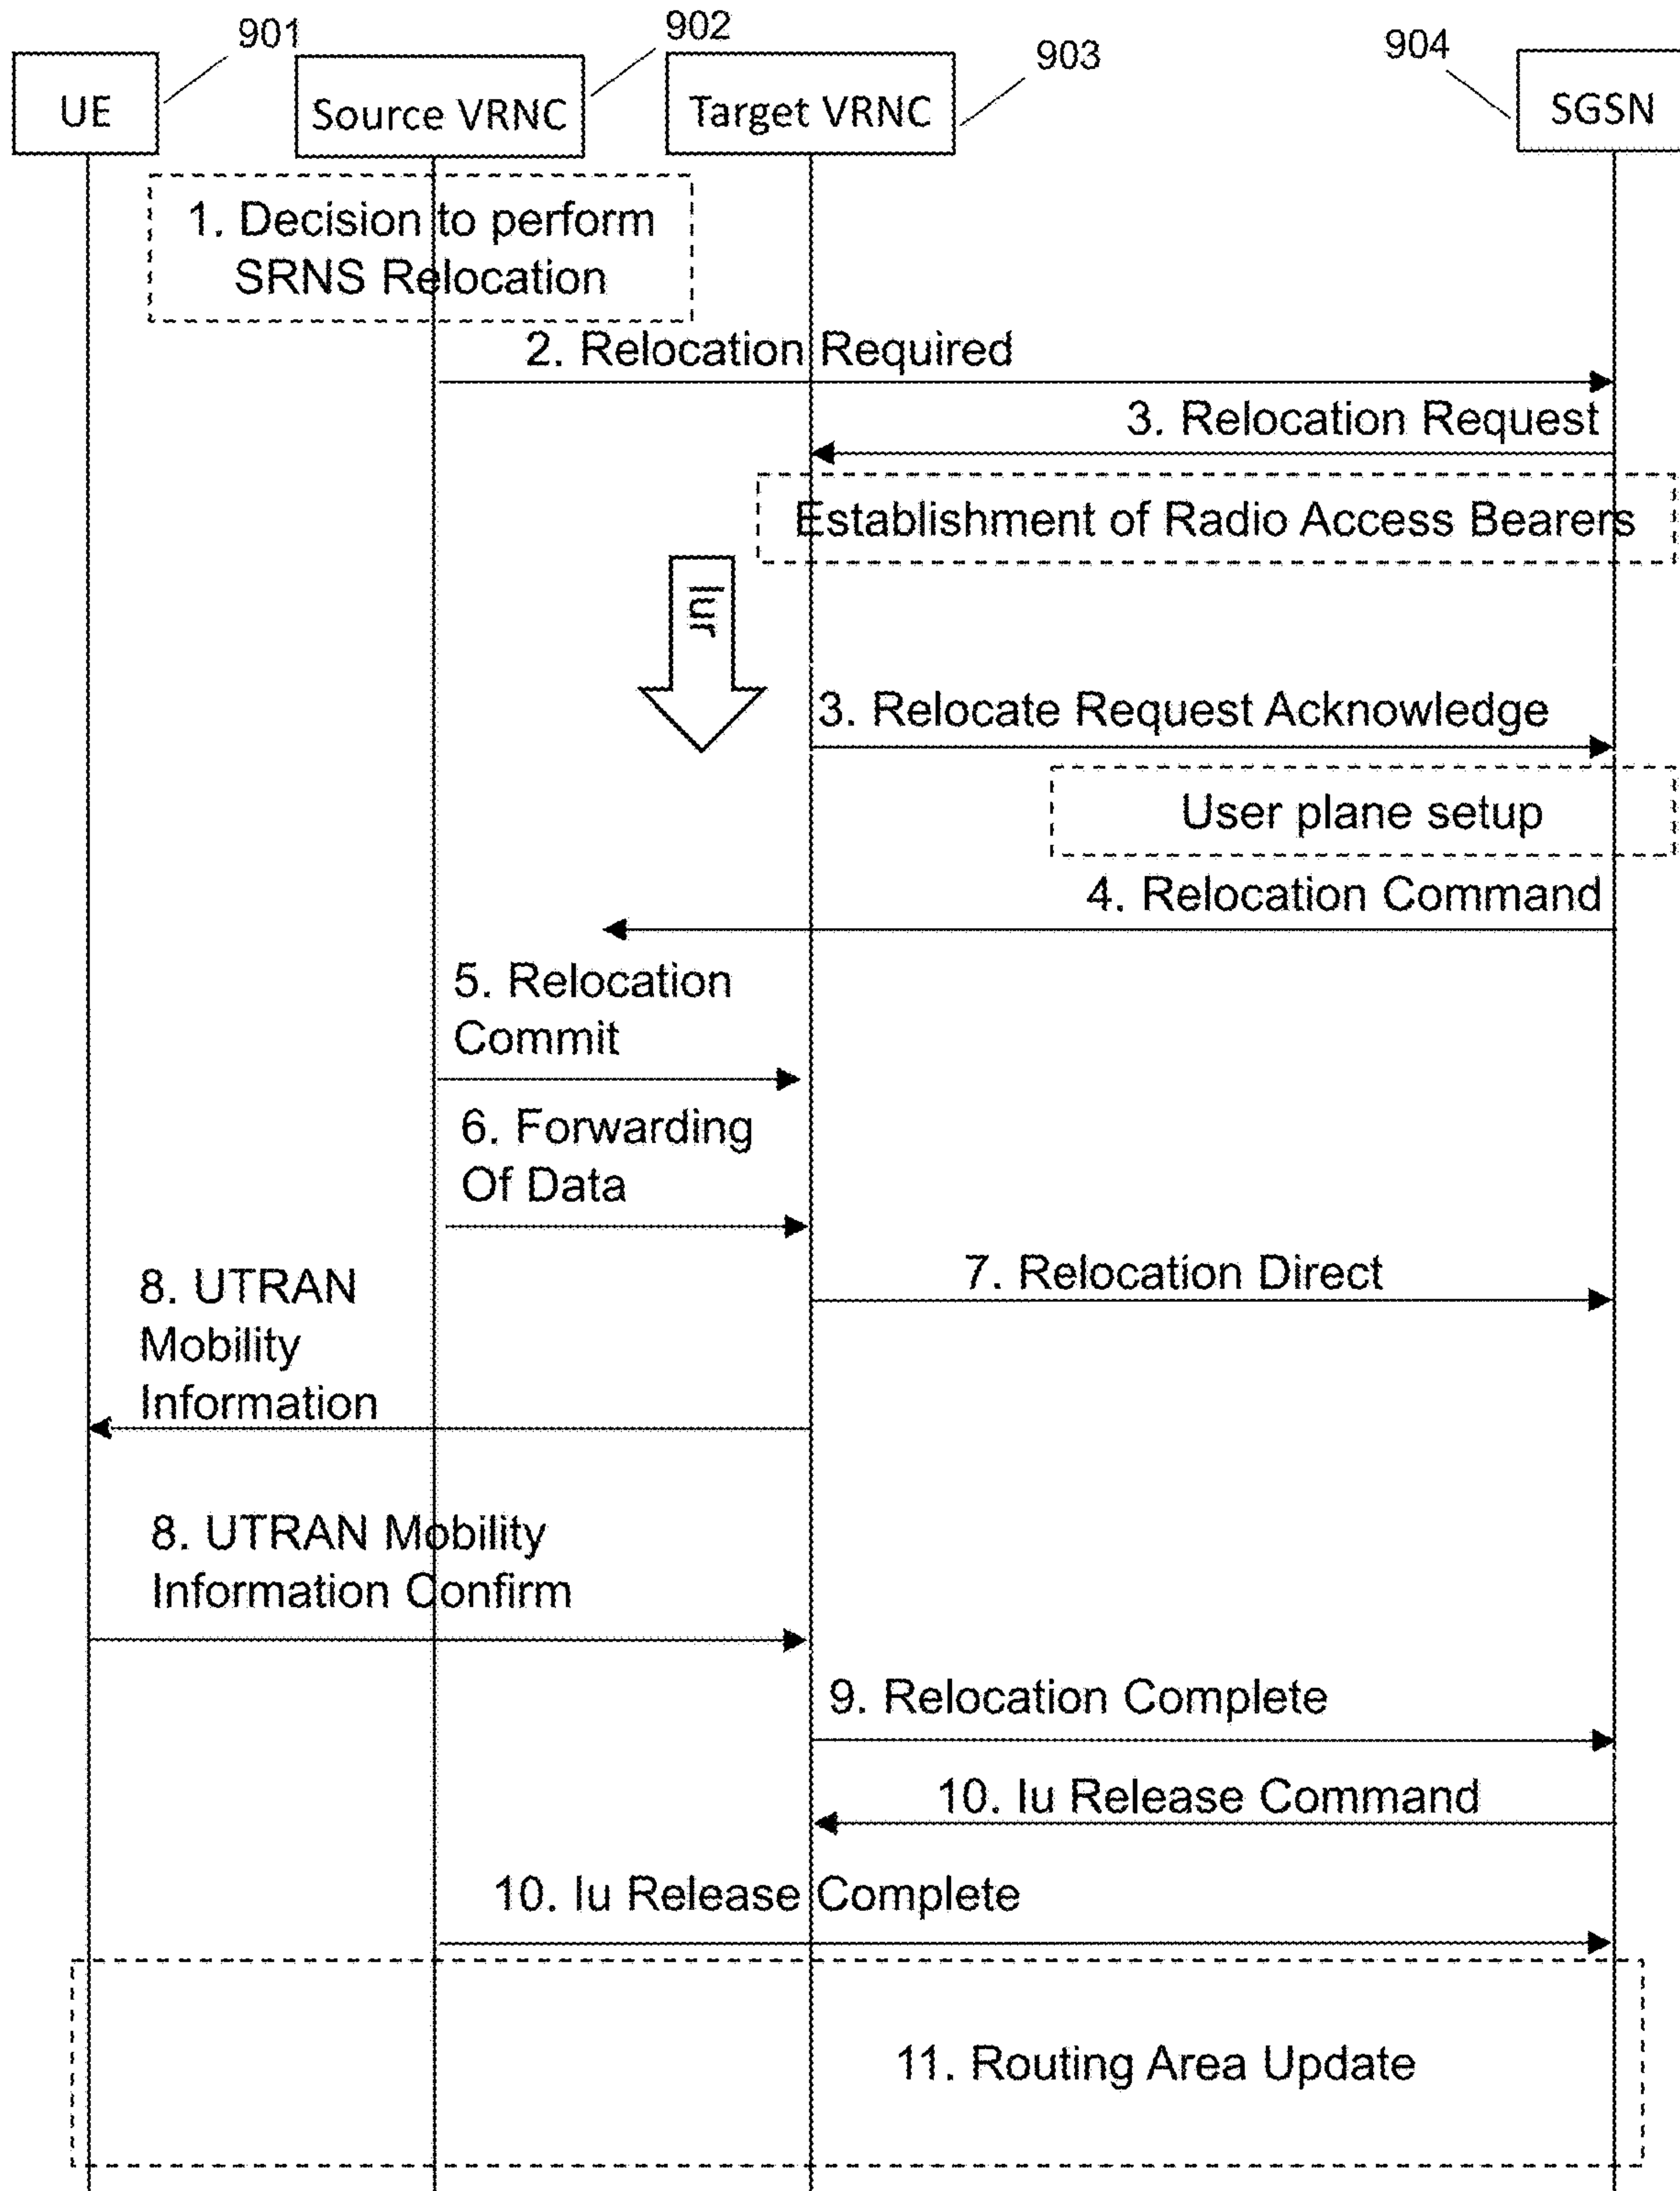 901
902
903
904
UE
Source VRNC
Target VRNC
SGSN
1. Decision to perform
SRNS Relocation
2. Relocation Required
3. Relocation Request
Establishment of Radio Access Bearers
Iur
3. Relocate Request Acknowledge
User plane setup
4. Relocation Command
5. Relocation
Commit
6. Forwarding
Of Data
7. Relocation Direct
8. UTRAN
Mobility
Information
8. UTRAN Mobility
Information Confirm
9. Relocation Complete
10. Iu Release Command
10. Iu Release Complete
11. Routing Area Update